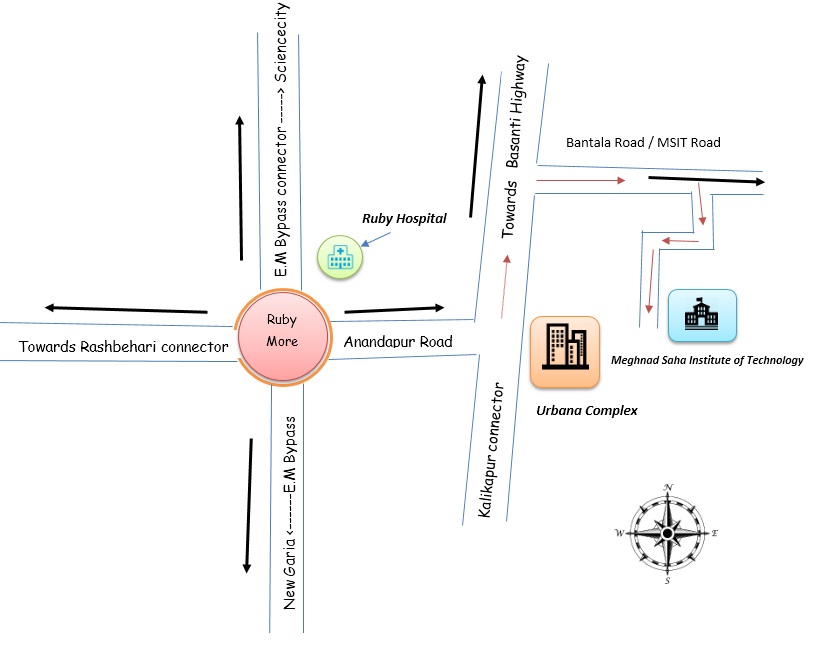 E.M Bypass connector ------> Sciencecity
Towards Basanti Highway
Bantala Road / MSIT Road
Ruby Hospital
Ruby
More
Towards Rashbehari connector
Anandapur Road
Meghnad Saha Institute of Technology
Urbana Complex
Kalikapur connector
New Garia <-------E.M Bypass
N
W
E
S